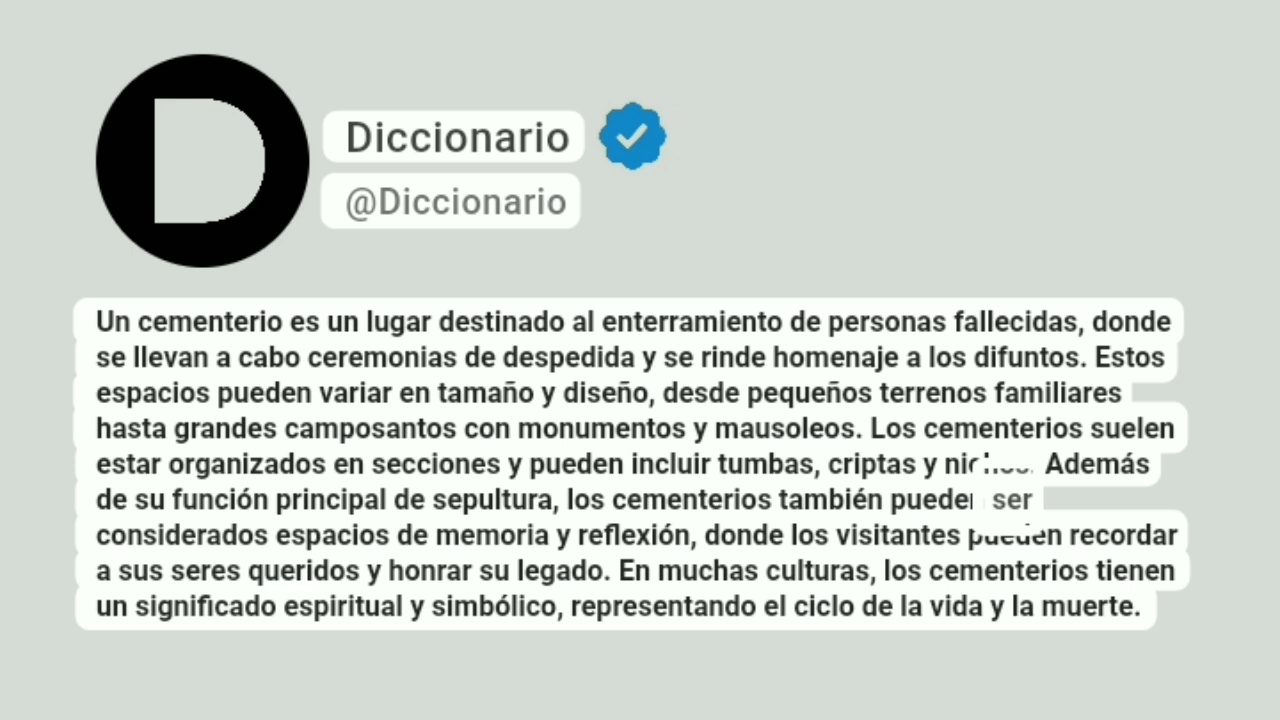 D
Diccionario
@Diccionario
Un cementerio es un lugar destinado al enterramiento de personas fallecidas, donde
se llevan a cabo ceremonias de despedida y se rinde homenaje a los difuntos. Estos
espacios pueden variar en tamaño y diseño, desde pequeños terrenos familiares
hasta grandes camposantos con monumentos y mausoleos. Los cementerios suelen
estar organizados en secciones y pueden incluir tumbas, criptas y Además
de su función principal de sepultura, los cementerios también pueden ser
considerados espacios de memoria y reflexión, donde los visitantes pueden recordar
a sus seres queridos y honrar su legado. En muchas culturas, los cementerios tienen
un significado espiritual y simbólico, representando el ciclo de la vida y la muerte.